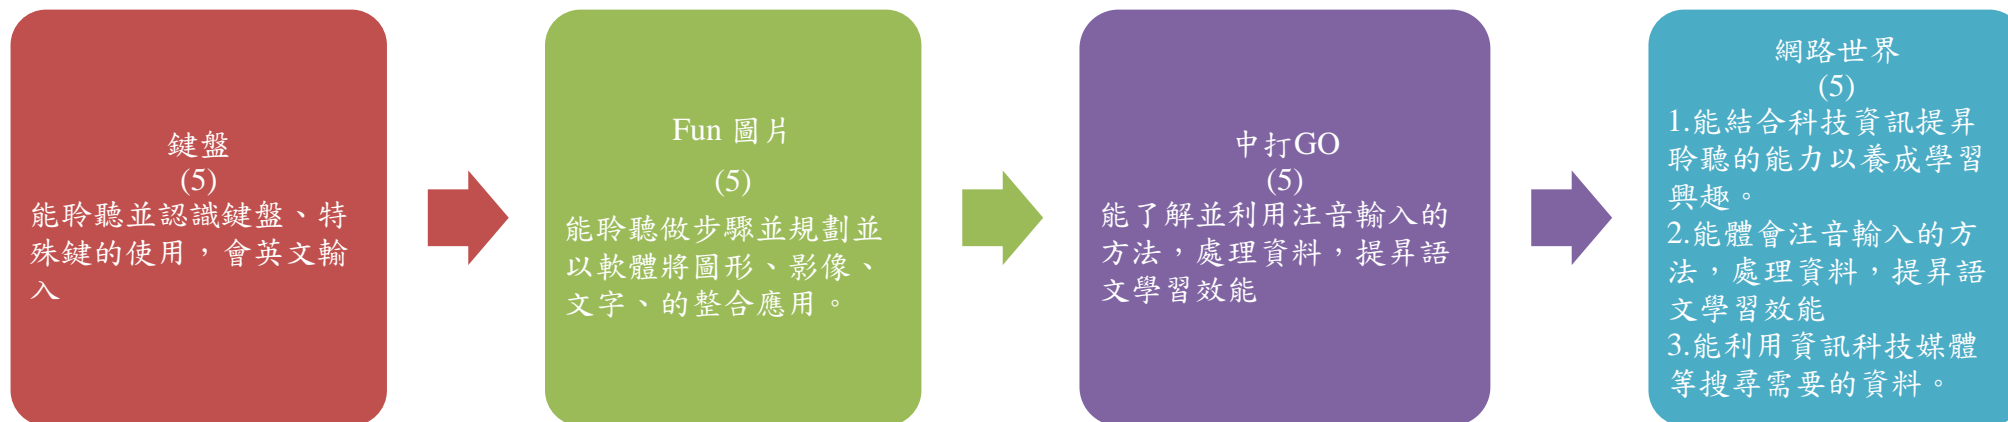 鍵盤
(5)
能聆聽並認識鍵盤、特
殊鍵的使用，會英文輸
入
Fun 圖片
(5)
能聆聽做步驟並規劃並
以軟體將圖形、影像、
文字、的整合應用。
中打GO
(5)
能了解並利用注音輸入的
方法，處理資料，提昇語
文學習效能
網路世界
(5)
1.能結合科技資訊提昇
聆聽的能力以養成學習
興趣。
2.能體會注音輸入的方
法，處理資料，提昇語
文學習效能
3.能利用資訊科技媒體
等搜尋需要的資料。